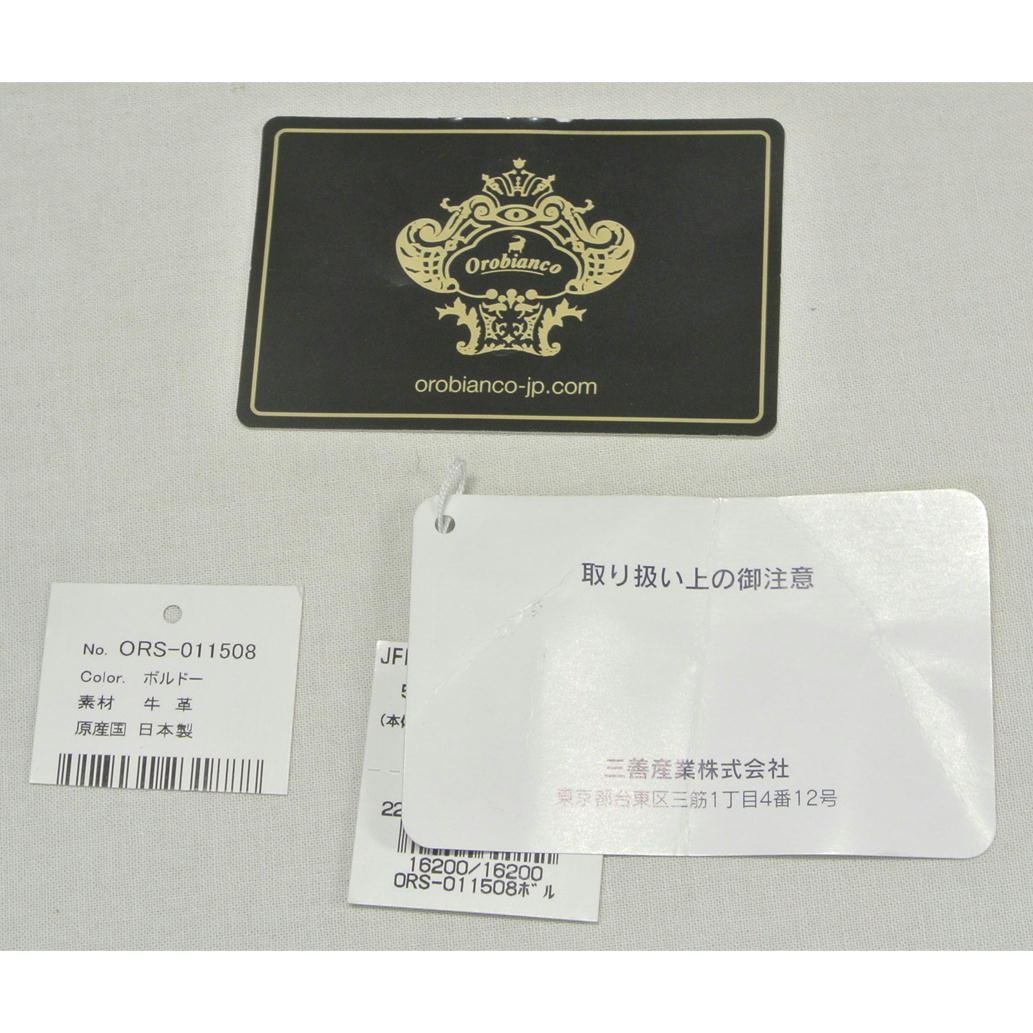 Orobianco
orobianco-jp.com
取り扱い上の御注意
三善産業株式会社
東京都台東区三筋1丁目4番12号
No. ORS-011508
Color. ボルドー
素材 牛革
原産国 日本製
16200/16200
ORS-011508ボル